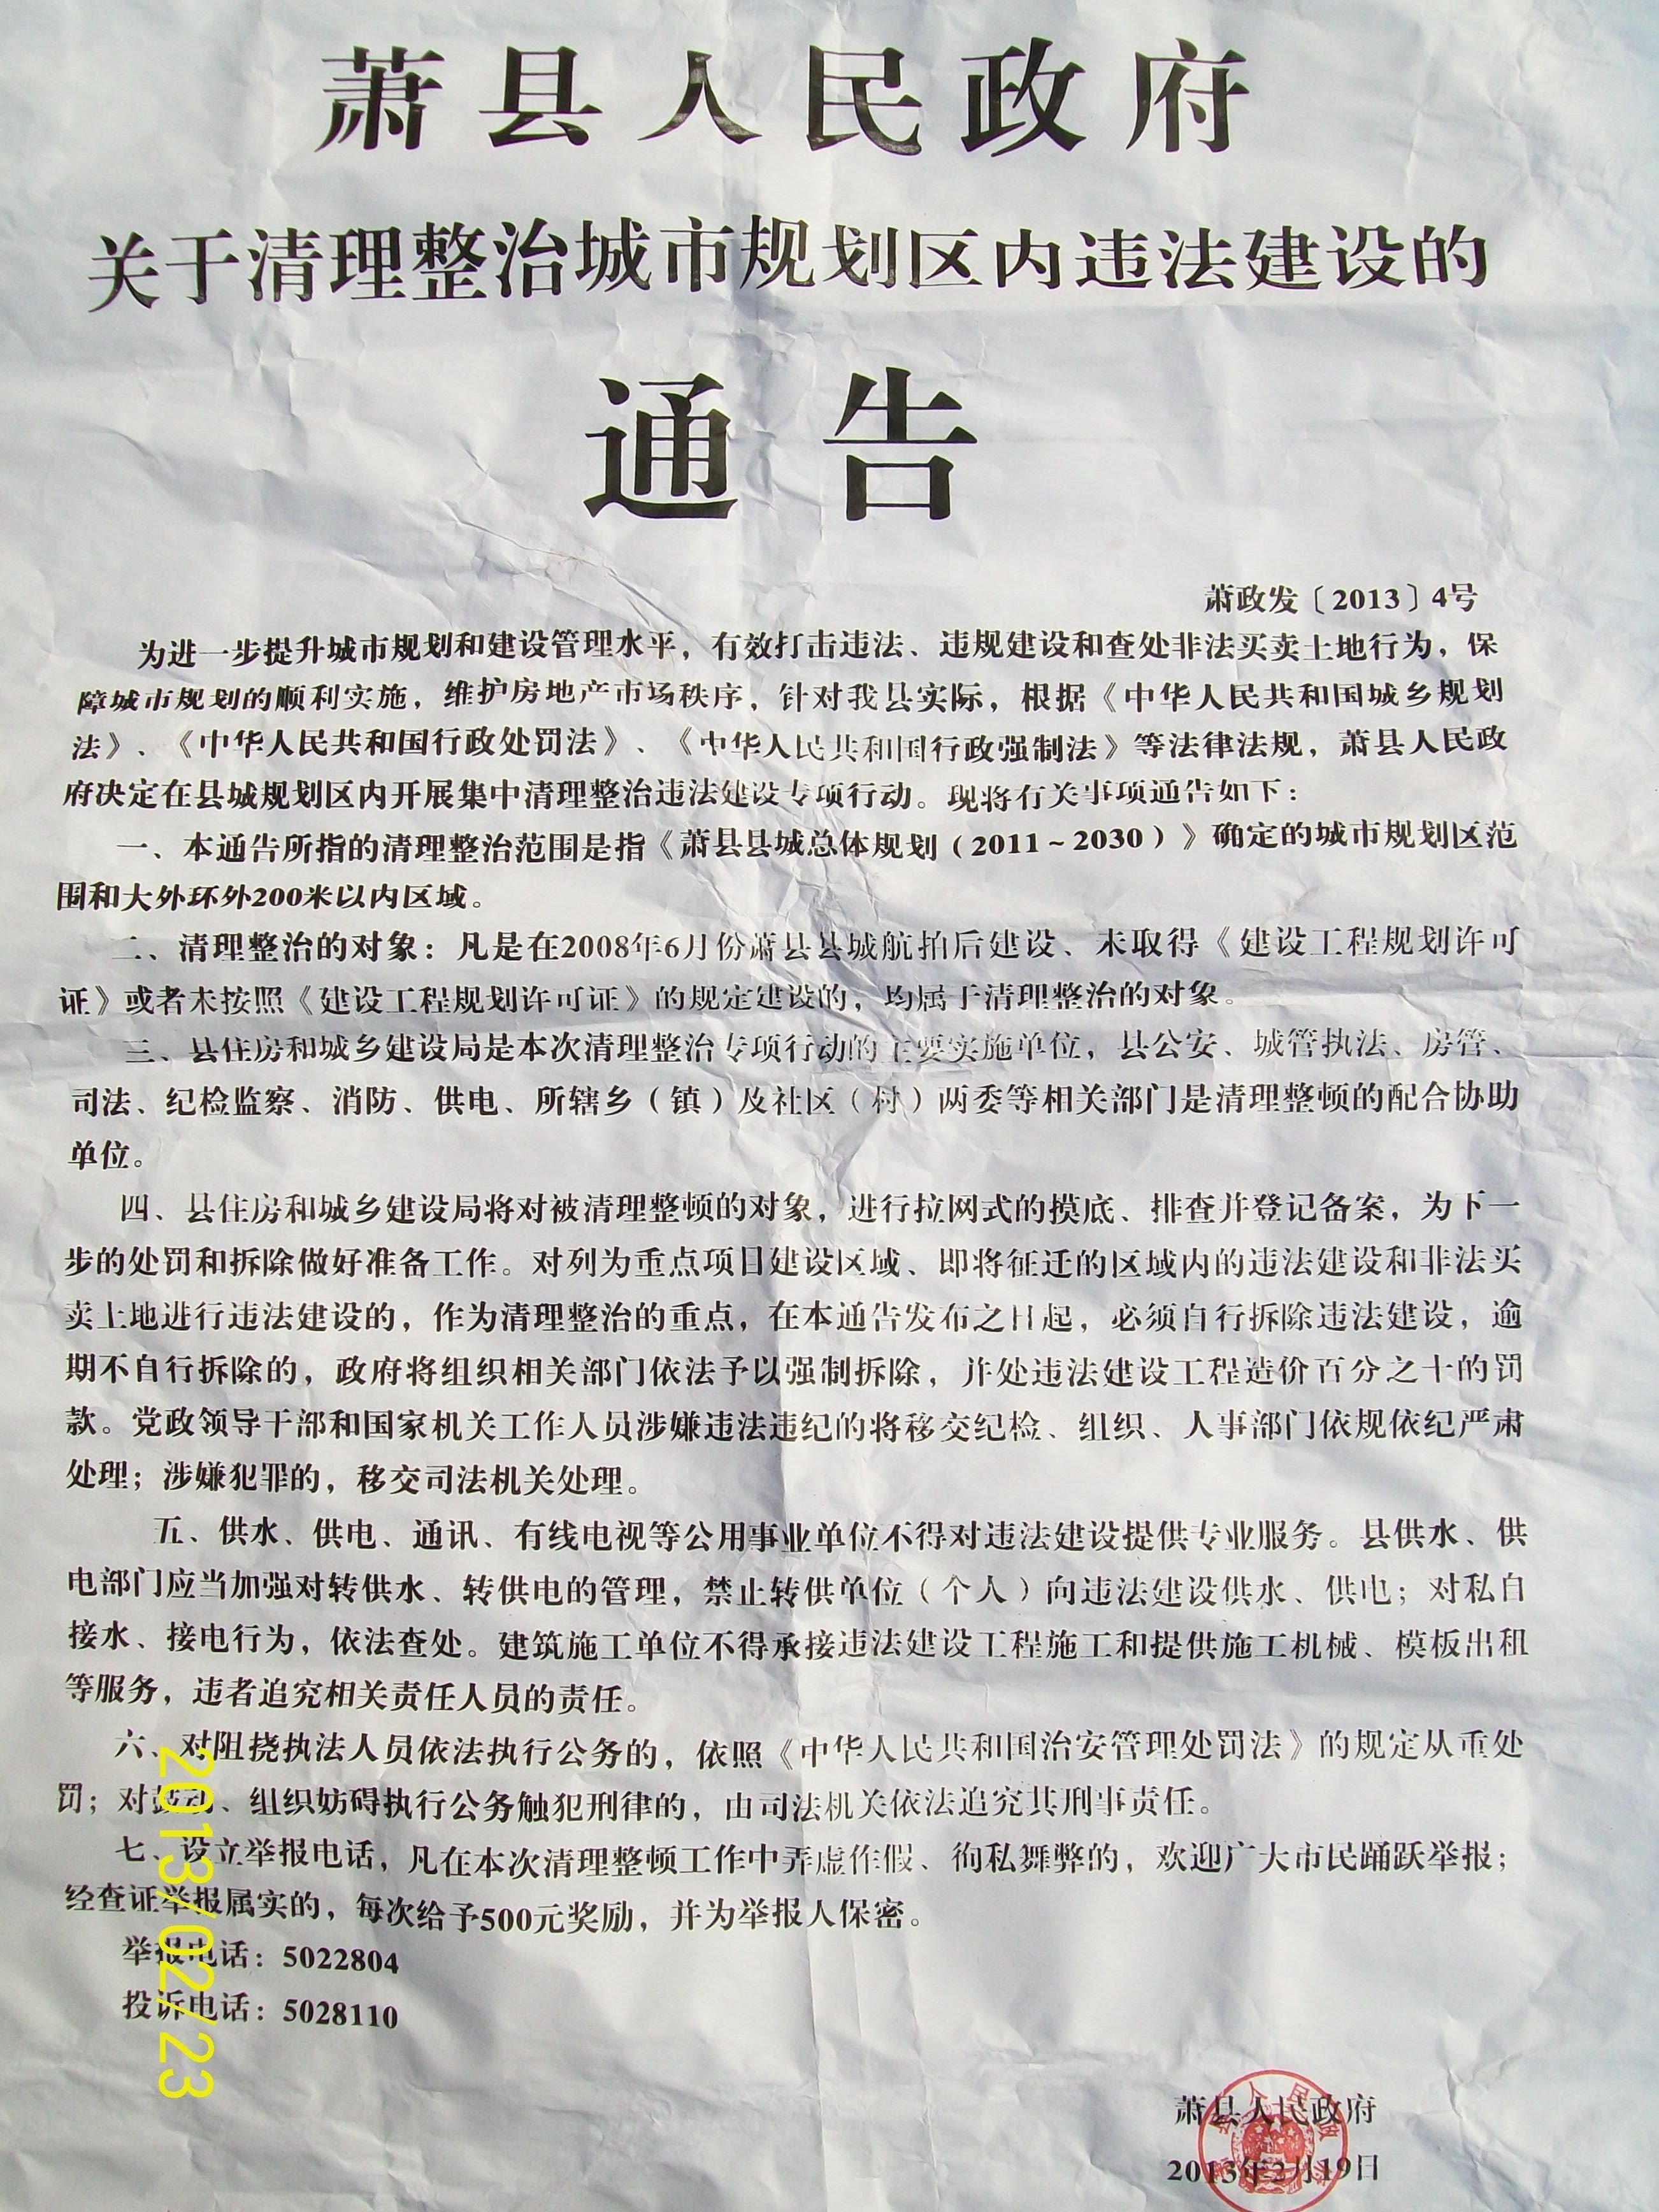 萧县人民政府
关于清理整治城市规划区内违法建设的
通告
萧政发〔2013〕4号
为进一步提升城市规划和建设管理水平，有效打击违法、违规建设和查处非法买卖土地行为，保
障城市规划的顺利实施，维护房地产市场秩序，针对我县实际，根据《中华人民共和国城乡规划
法》、《中华人民共和国行政处罚法》、《中华人民共和国行政强制法》等法律法规，萧县人民政
府决定在县城规划区内开展集中清理整治违法建设专项行动。现将有关事项通告如下：
一、本通告所指的清理整治范围是指《萧县县城总体规划（2011~2030）》确定的城市规划区范
围和大外环外200米以内区域。
二、清理整治的对象：凡是在2008年6月份萧县县城航拍后建设、未取得《建设工程规划许可
证》或者未按照《建设工程规划许可证》的规定建设的，均属于清理整治的对象。
三、县住房和城乡建设局是本次清理整治专项行动的主要实施单位，县公安、城管执法、房管、
司法、纪检监察、消防、供电、所辖乡（镇）及社区（村）两委等相关部门是清理整顿的配合协助
单位。
四、县住房和城乡建设局将对被清理整顿的对象，进行拉网式的摸底、排查并登记备案，为下一
步的处罚和拆除做好准备工作。对列为重点项目建设区域、即将征迁的区域内的违法建设和非法买
卖土地进行违法建设的，作为清理整治的重点，在本通告发布之日起，必须自行拆除违法建设，逾
期不自行拆除的，政府将组织相关部门依法予以强制拆除，并处违法建设工程造价百分之十的罚
款。党政领导干部和国家机关工作人员涉嫌违法违纪的将移交纪检、组织、人事部门依规依纪严肃
处理；涉嫌犯罪的，移交司法机关处理。
五、供水、供电、通讯、有线电视等公用事业单位不得对违法建设提供专业服务。县供水、供
电部门应当加强对转供水、转供电的管理，禁止转供单位（个人）向违法建设供水、供电；对私自
接水、接电行为，依法查处。建筑施工单位不得承接违法建设工程施工和提供施工机械、模板出租
等服务，违者追究相关责任人员的责任。
六、对阻挠执法人员依法执行公务的，依照《中华人民共和国治安管理处罚法》的规定从重处
罚；对鼓动、组织妨碍执行公务触犯刑律的，由司法机关依法追究其刑事责任。
七、设立举报电话，凡在本次清理整顿工作中弄虚作假、徇私舞弊的，欢迎广大市民踊跃举报；
经查证举报属实的，每次给予500元奖励，并为举报人保密。
举报电话：5022804
投诉电话：5028110
萧县人民政府
2013年2月19日
2013/02/23